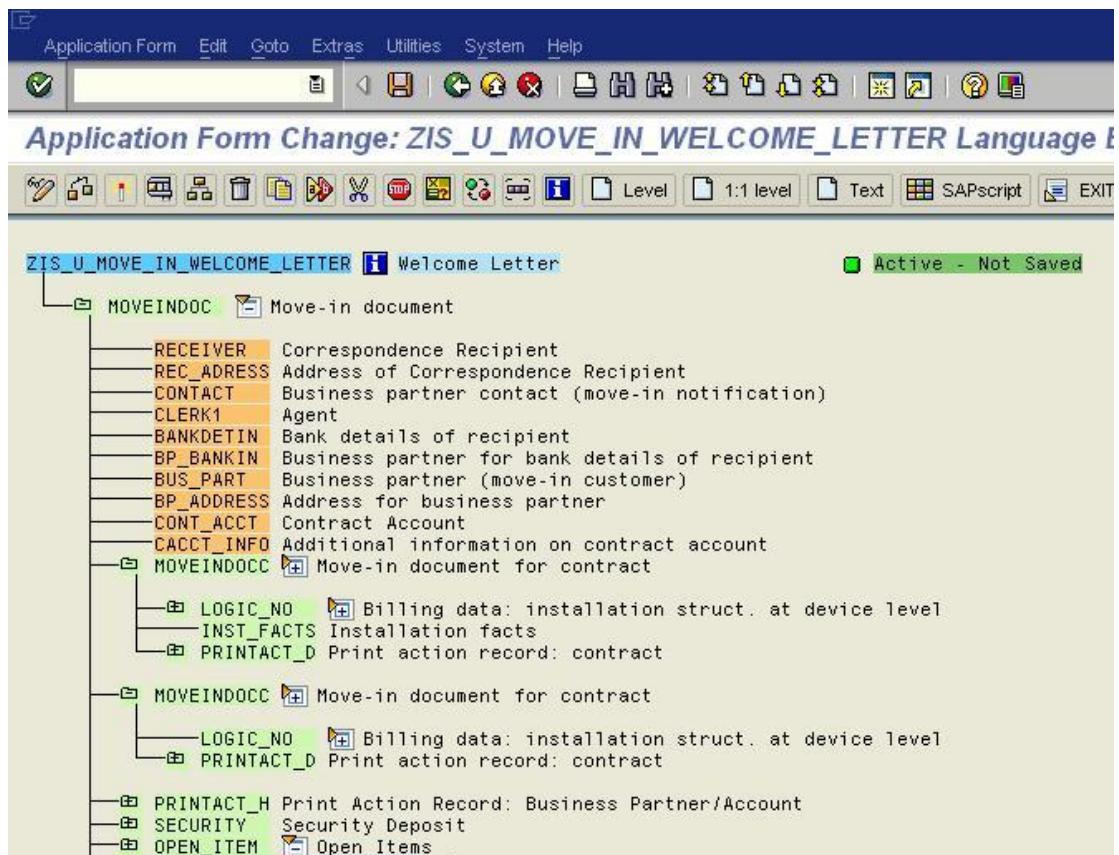 Application Form Edit Goto Extras Utilities System Help
Application Form Change: ZIS_U_MOVE_IN_WELCOME_LETTER Language
Level 1:1 level Text SAPscript EXIT
ZIS_U_MOVE_IN_WELCOME_LETTER Welcome Letter Active - Not Saved
MOVEINDOC Move-in document
RECEIVER Correspondence Recipient
REC_ADRESS Address of Correspondence Recipient
CONTACT Business partner contact (move-in notification)
CLERK1 Agent
BANKDETIN Bank details of recipient
BP_BANKIN Business partner for bank details of recipient
BUS_PART Business partner (move-in customer)
BP_ADDRESS Address for business partner
CONT_ACCT Contract Account
CACCT_INFO Additional information on contract account
MOVEINDOCC Move-in document for contract
LOGIC_NO Billing data: installation struct. at device level
INST_FACTS Installation facts
PRINTACT_D Print action record: contract
MOVEINDOCC Move-in document for contract
LOGIC_NO Billing data: installation struct. at device level
PRINTACT_D Print action record: contract
PRINTACT_H Print Action Record: Business Partner/Account
SECURITY Security Deposit
OPEN_ITEM Open Items